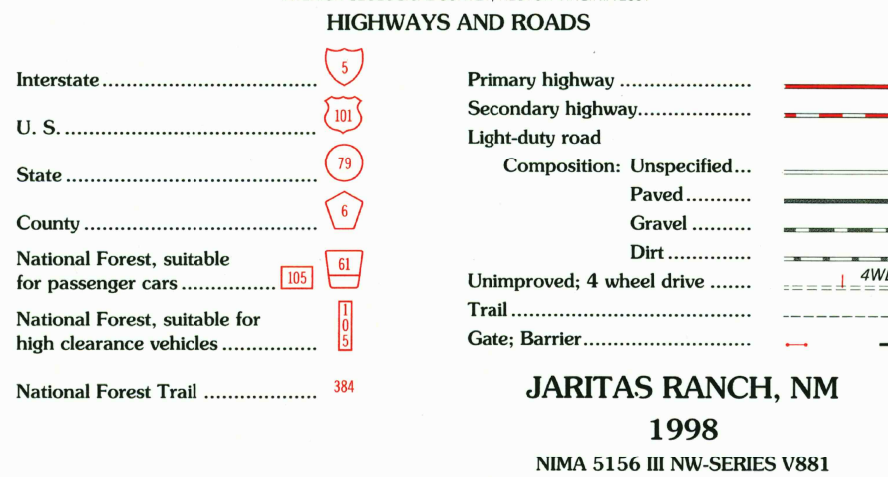 HIGHWAYS AND ROADS
Interstate
5
U. S.
101
State
79
County
6
National Forest, suitable
for passenger cars
105
61
National Forest, suitable for
high clearance vehicles
105
National Forest Trail
384
Primary highway
Secondary highway
Light-duty road
Composition: Unspecified
Paved
Gravel
Dirt
Unimproved; 4 wheel drive
Trail
Gate; Barrier
JARITAS RANCH, NM
1998
NIMA 5156 III NW-SERIES V881